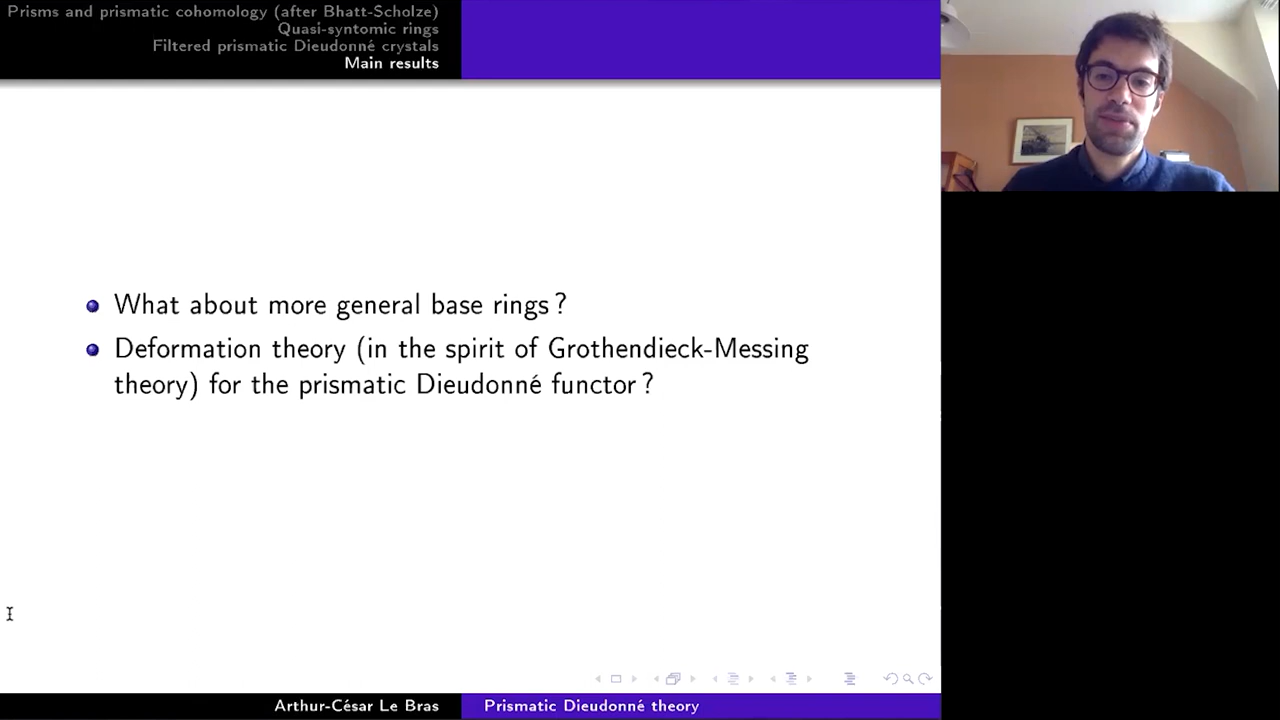 Prisms and prismatic cohomology (after Bhatt-Scholze)
Quasi-syntomic rings
Filtered prismatic Dieudonné crystals
Main results
What about more general base rings ?
Deformation theory (in the spirit of Grothendieck-Messing
theory) for the prismatic Dieudonné functor ?
Arthur-César Le Bras
Prismatic Dieudonné theory